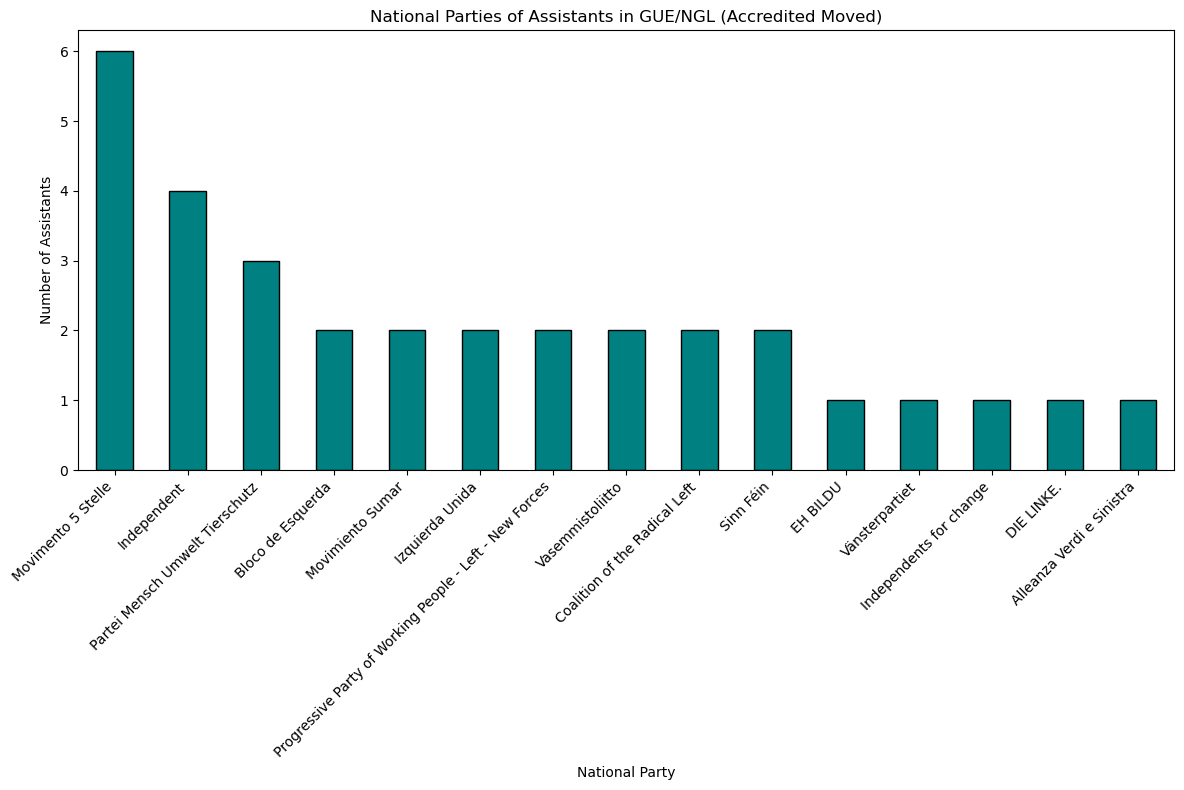 National Parties of Assistants in GUE/NGL (Accredited Moved)
Number of Assistants
6
5
4
3
2
1
0
Movimento 5 Stelle
Independent
Partei Mensch Umwelt Tierschutz
Bloco de Esquerda
Movimiento Sumar
Izquierda Unida
Progressive Party of Working People - Left - New Forces
Vasemmistoliitto
Coalition of the Radical Left
Sinn Féin
EH BILDU
Vänsterpartiet
Independents for change
DIE LINKE.
Alleanza Verdi e Sinistra
National Party